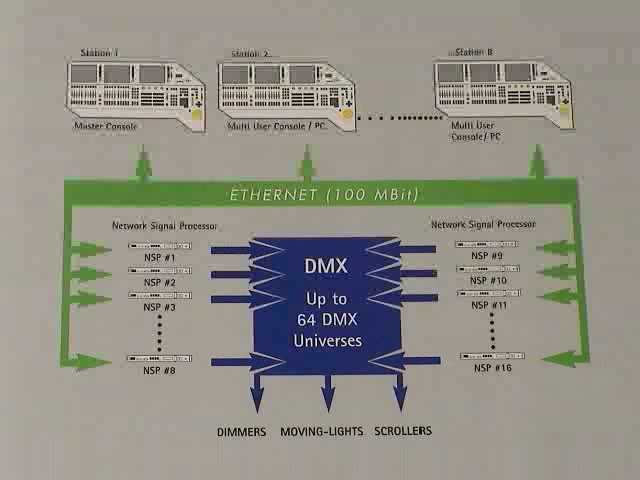 Station 1
Station 2
Station 8
Master Console
Multi User Console / PC
Multi User
Console/ PC
ETHERNET (100 MBit)
Network Signal Processor
Network Signal Processor
NSP #1
NSP #9
DMX
NSP #2
NSP #10
Up to
NSP #3
NSP #11
64 DMX
Universes
NSP #8
NSP #16
DIMMERS MOVING-LIGHTS SCROLLERS